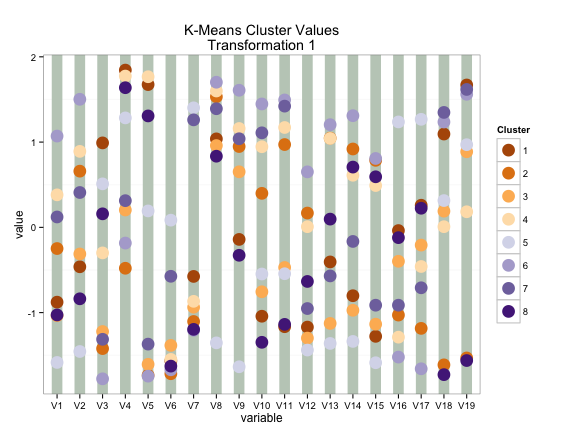 K-Means Cluster Values
Transformation 1
2
1
0
-1
value
V1 V2 V3 V4 V5 V6 V7 V8 V9 V10 V11 V12 V13 V14 V15 V16 V17 V18 V19
variable
Cluster
1
2
3
4
5
6
7
8